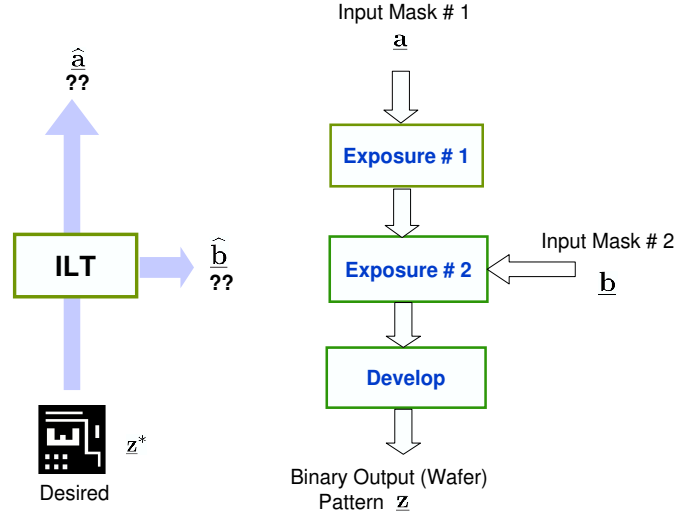 Input Mask # 1
a
â
??
Exposure # 1
ILT
b̂
??
Exposure # 2
Input Mask # 2
b
Develop
z*
Desired
Binary Output (Wafer)
Pattern z